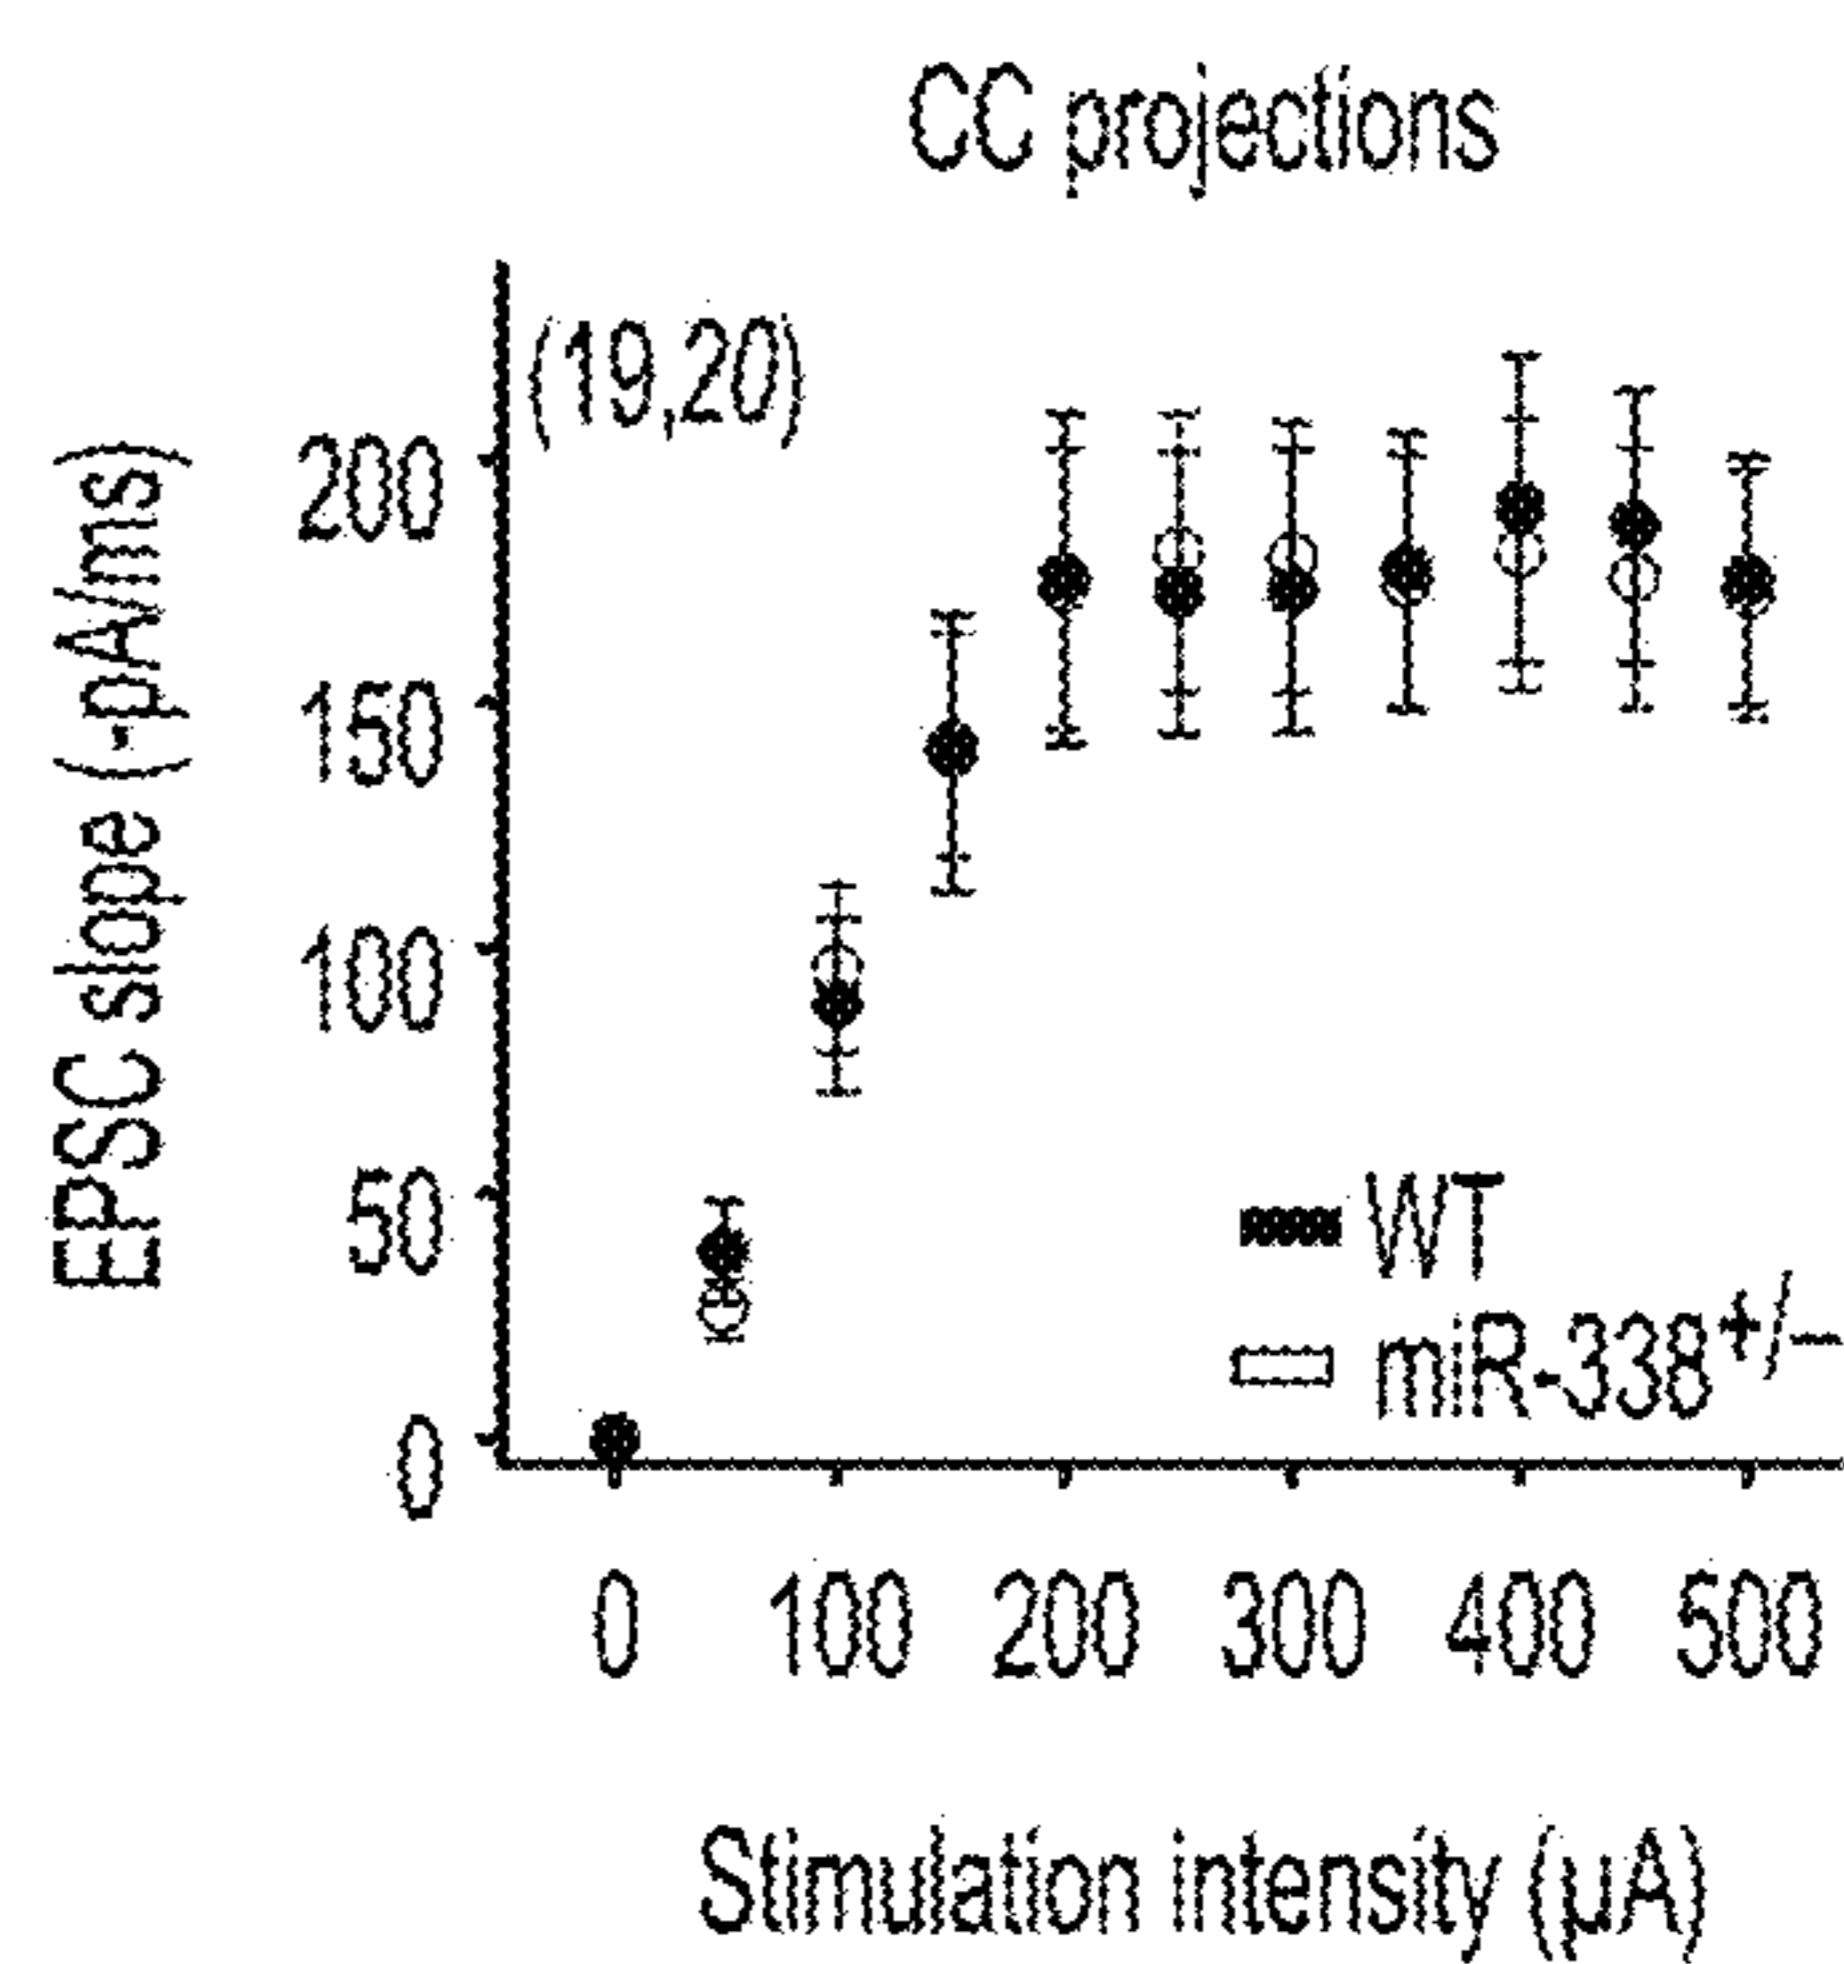 CC projections
(19,20)
EPSC slope (-pA/ms)
200
150
100
50
0
WT
miR-338+/–
0 100 200 300 400 500
Stimulation intensity (µA)